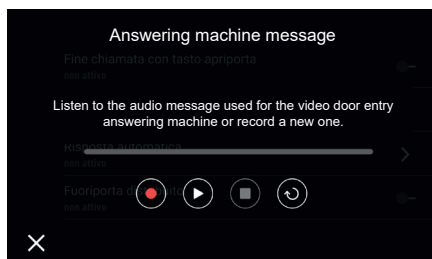 Answering machine message
Fine chiamata con tasto apriporta
non attiva
Listen to the audio message used for the video door entry
answering machine or record a new one.
Risposta automatica
non attiva
Fuoriporta
non attiva